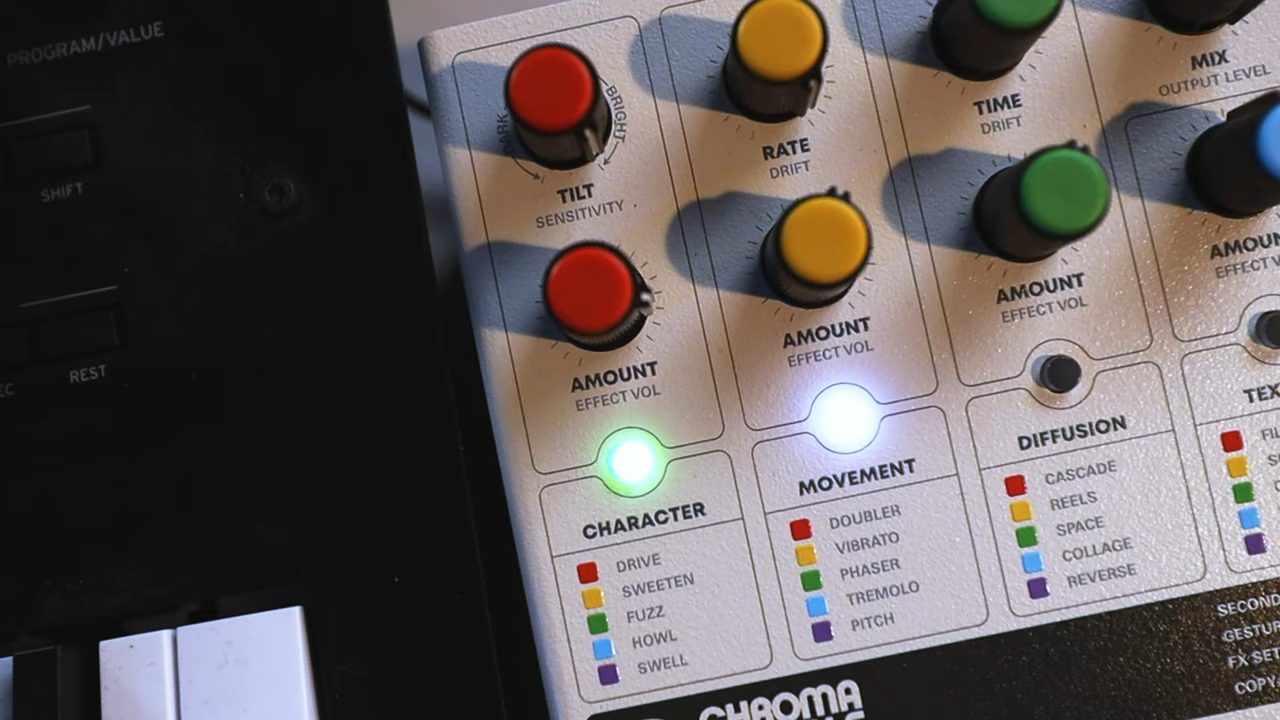 PROGRAM/VALUE
SHIFT
REST
DARK
BRIGHT
TILT
SENSITIVITY
RATE
DRIFT
TIME
DRIFT
MIX
OUTPUT LEVEL
AMOUNT
EFFECT VOL
AMOUNT
EFFECT VOL
AMOUNT
EFFECT VOL
CHARACTER
DRIVE
SWEETEN
FUZZ
HOWL
SWELL
MOVEMENT
DOUBLER
VIBRATO
PHASER
TREMOLO
PITCH
DIFFUSION
CASCADE
REELS
SPACE
COLLAGE
REVERSE
CHROMA